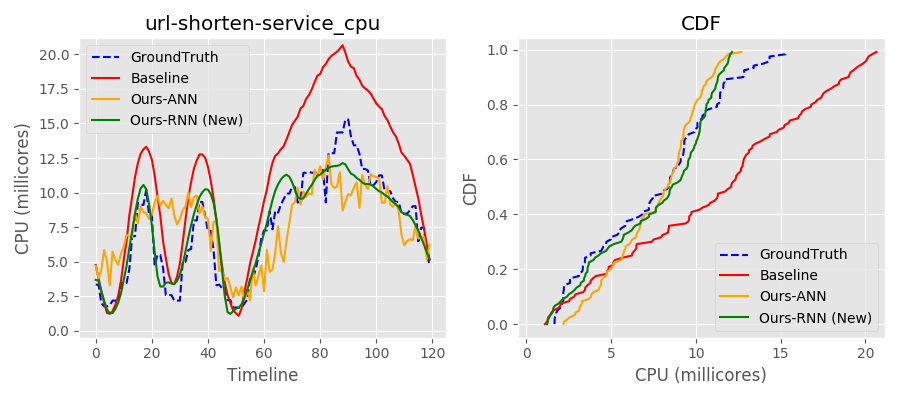 url-shorten-service_cpu
CPU (millicores)
20.0
17.5
15.0
12.5
10.0
7.5
5.0
2.5
0.0
GroundTruth
Baseline
Ours-ANN
Ours-RNN (New)
0 20 40 60 80 100 120
Timeline
CDF
CDF
1.0
0.8
0.6
0.4
0.2
0.0
GroundTruth
Baseline
Ours-ANN
Ours-RNN (New)
0 5 10 15 20
CPU (millicores)